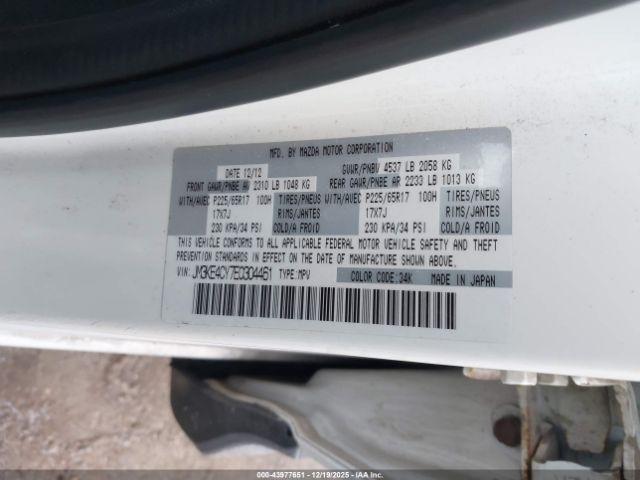 MFD. BY MAZDA MOTOR CORPORATION
DATE 12/12 GVWR/PNBV 4537 LB 2058 KG
FRONT GAWR/PNBE AV 2310 LB 1048 KG REAR GAWR/PNBE AR 2233 LB 1013 KG
WITH/AVEC P225/65R17 100H TIRES/PNEUS WITH/AVEC P225/65R17 100H TIRES/PNEUS
17X7J RIMS/JANTES 17X7J RIMS/JANTES
230 KPA/34 PSI COLD/A FROID 230 KPA/34 PSI COLD/A FROID
THIS VEHICLE CONFORMS TO ALL APPLICABLE FEDERAL MOTOR VEHICLE SAFETY AND THEFT
PREVENTION STANDARDS IN EFFECT ON THE DATE OF MANUFACTURE SHOWN ABOVE.
VIN: JM3KE4CY7E0304461 TYPE:MPV COLOR CODE:34K MADE IN JAPAN
000-43977651 - 12/19/2025 - IAAI.COM